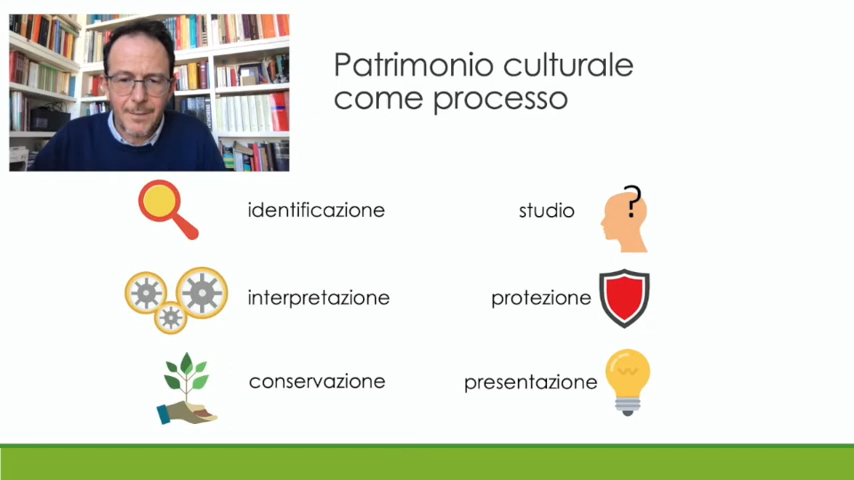 Patrimonio culturale
come processo
identificazione
studio
?
interpretazione
protezione
conservazione
presentazione